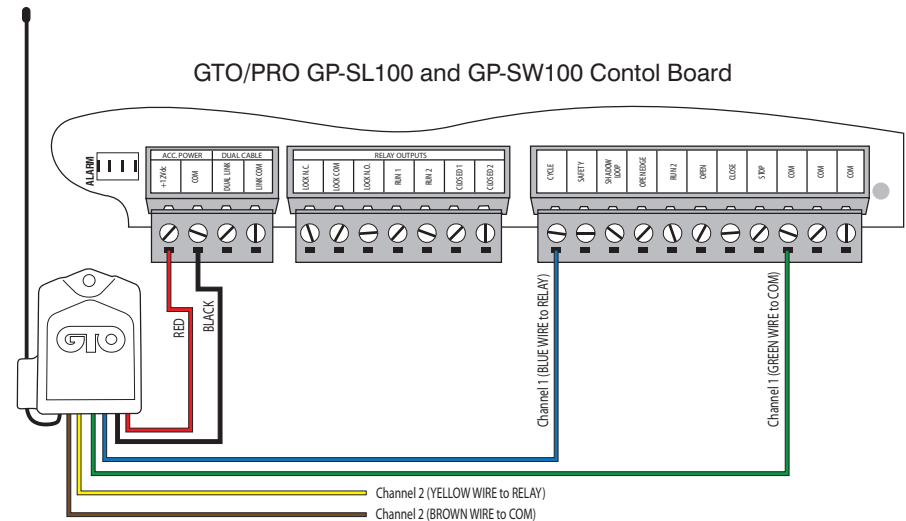 GTO/PRO GP-SL100 and GP-SW100 Contol Board
ALARM
ACC. POWER
DUAL CABLE
RELAY OUTPUTS
+12Vdc
COM
DUAL LINK
LINK COM
LOCK N.C.
LOCK COM
LOCK N.O.
RUN 1
RUN 2
CLOSED 1
CLOSED 2
CYCLE
SAFETY
SHADOW
LOOP
OPEN EDGE
RUN 2
OPEN
CLOSE
STOP
COM
COM
COM
GTO
RED
BLACK
Channel 1 (BLUE WIRE to RELAY)
Channel 1 (GREEN WIRE to COM)
Channel 2 (YELLOW WIRE to RELAY)
Channel 2 (BROWN WIRE to COM)